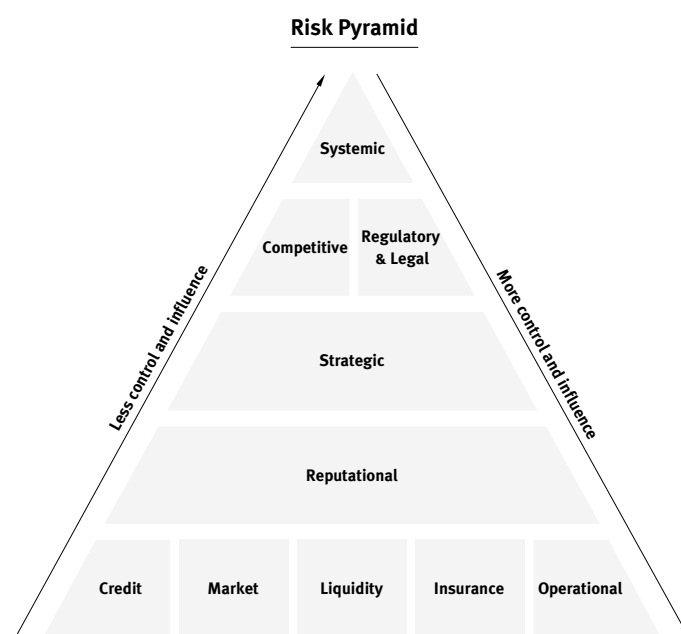 Risk Pyramid
Systemic
Competitive
Regulatory
& Legal
Less control and influence
More control and influence
Strategic
Reputational
Credit
Market
Liquidity
Insurance
Operational